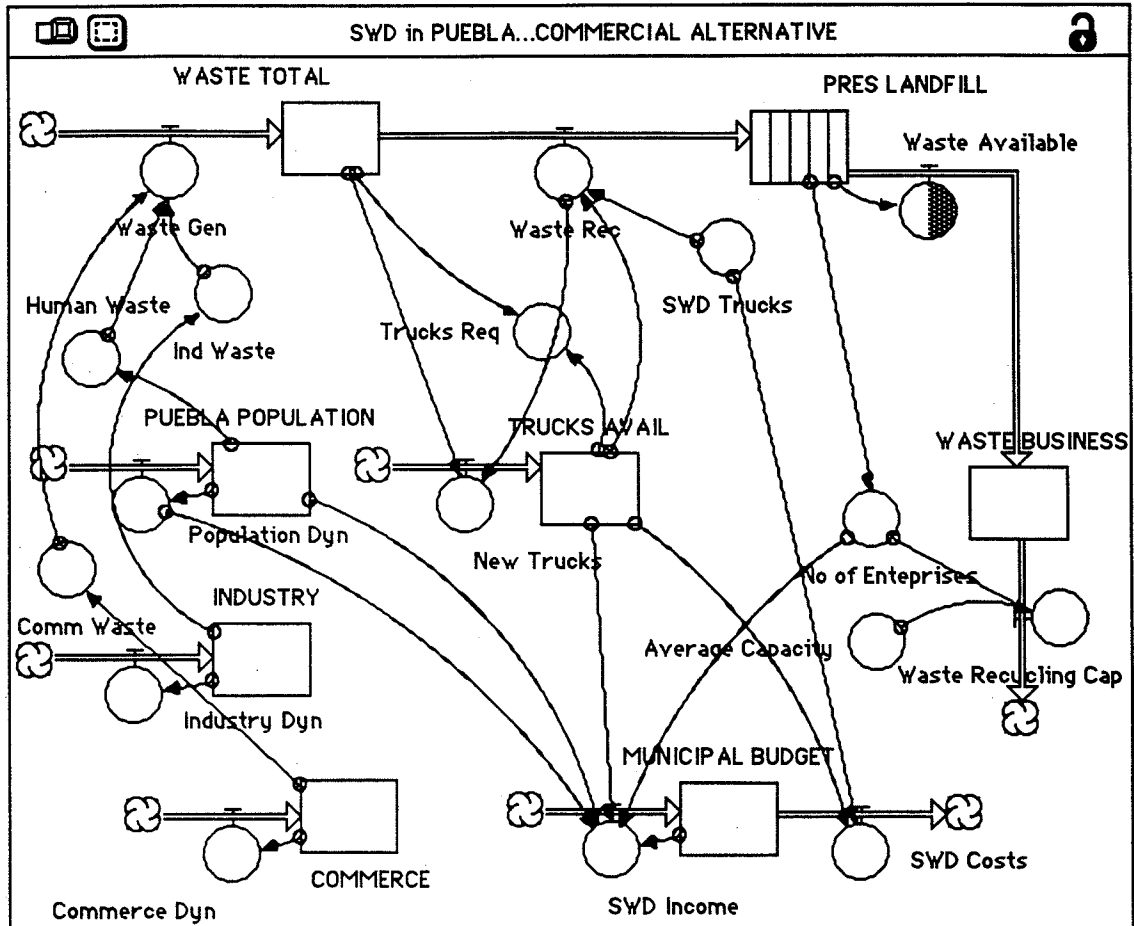 SWD in PUEBLA...COMMERCIAL ALTERNATIVE
WASTE TOTAL
PRES LANDFILL
Waste Available
Waste Gen
Waste Rec
Human Waste
SWD Trucks
Trucks Req
Ind Waste
PUEBLA POPULATION
TRUCKS AVAIL
WASTE BUSINESS
Population Dyn
New Trucks
No of Enteprises
INDUSTRY
Comm Waste
Average Capacity
Waste Recycling Cap
Industry Dyn
MUNICIPAL BUDGET
SWD Costs
COMMERCE
SWD Income
Commerce Dyn